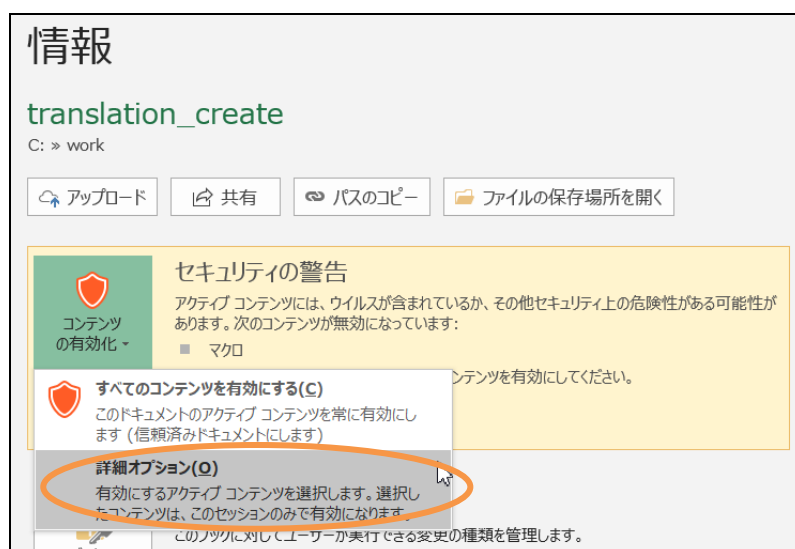 情報
translation_create
C: » work
アップロード
共有
パスのコピー
ファイルの保存場所を開く
コンテンツ
の有効化
セキュリティの警告
アクティブ コンテンツには、ウイルスが含まれているか、その他セキュリティ上の危険性がある可能性が
あります。次のコンテンツが無効になっています:
マクロ
ンテンツを有効にしてください。
すべてのコンテンツを有効にする(C)
このドキュメントのアクティブ コンテンツを常に有効にし
ます (信頼済みドキュメントにします)
詳細オプション(O)
有効にするアクティブ コンテンツを選択します。選択し
たコンテンツは、このセッションのみで有効になります。
このブックに対してユーザーが実行できる変更の種類を管理します。